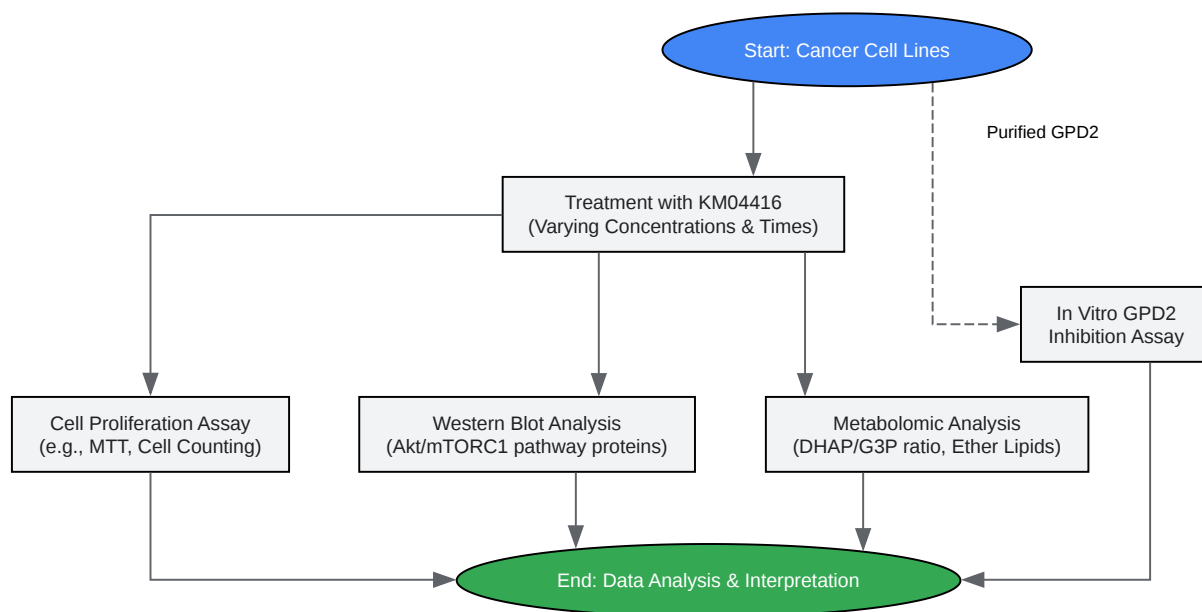 Start: Cancer Cell Lines
Purified GPD2
Treatment with KM04416
(Varying Concentrations & Times)
In Vitro GPD2
Inhibition Assay
Cell Proliferation Assay
(e.g., MTT, Cell Counting)
Western Blot Analysis
(Akt/mTORC1 pathway proteins)
Metabolomic Analysis
(DHAP/G3P ratio, Ether Lipids)
End: Data Analysis & Interpretation